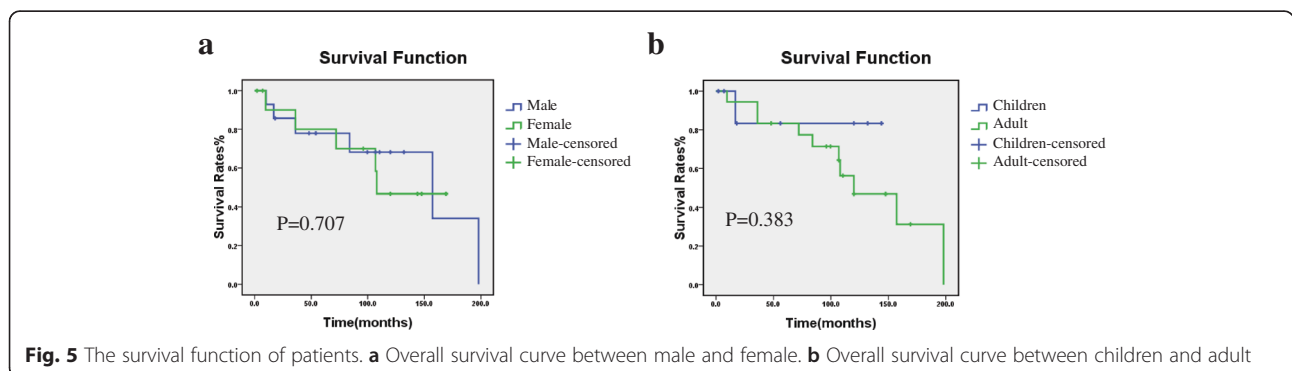 a
Survival Function
1.0
0.8
0.6
0.4
0.2
0.0
Survival Rates%
0.0 50.0 100.0 150.0 200.0
Time(months)
P=0.707
Male
Female
Male-censored
Female-censored
b
Survival Function
1.0
0.8
0.6
0.4
0.2
0.0
Survival Rates%
0.0 50.0 100.0 150.0 200.0
Time(months)
P=0.383
Children
Adult
Children-censored
Adult-censored
Fig. 5 The survival function of patients. a Overall survival curve between male and female. b Overall survival curve between children and adult